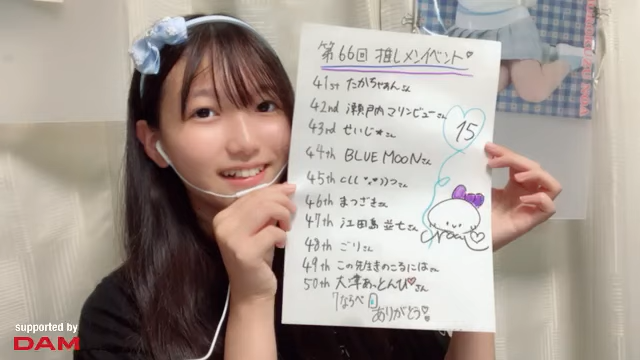 第66回 推しメンイベント♡
41st たかちゃおんさん
42nd 瀬戸内マリンビューさん
43rd せいじ★さん
44th BLUE MOONさん
45th c(( *。♥))っさん
46th まつざきさん
47th 江田島 並七さん
48th ごりさん
49th この先生きのこるにはさん
50th 大津あっとんび♡さん
ありがとう♡
15
supported by
DAM